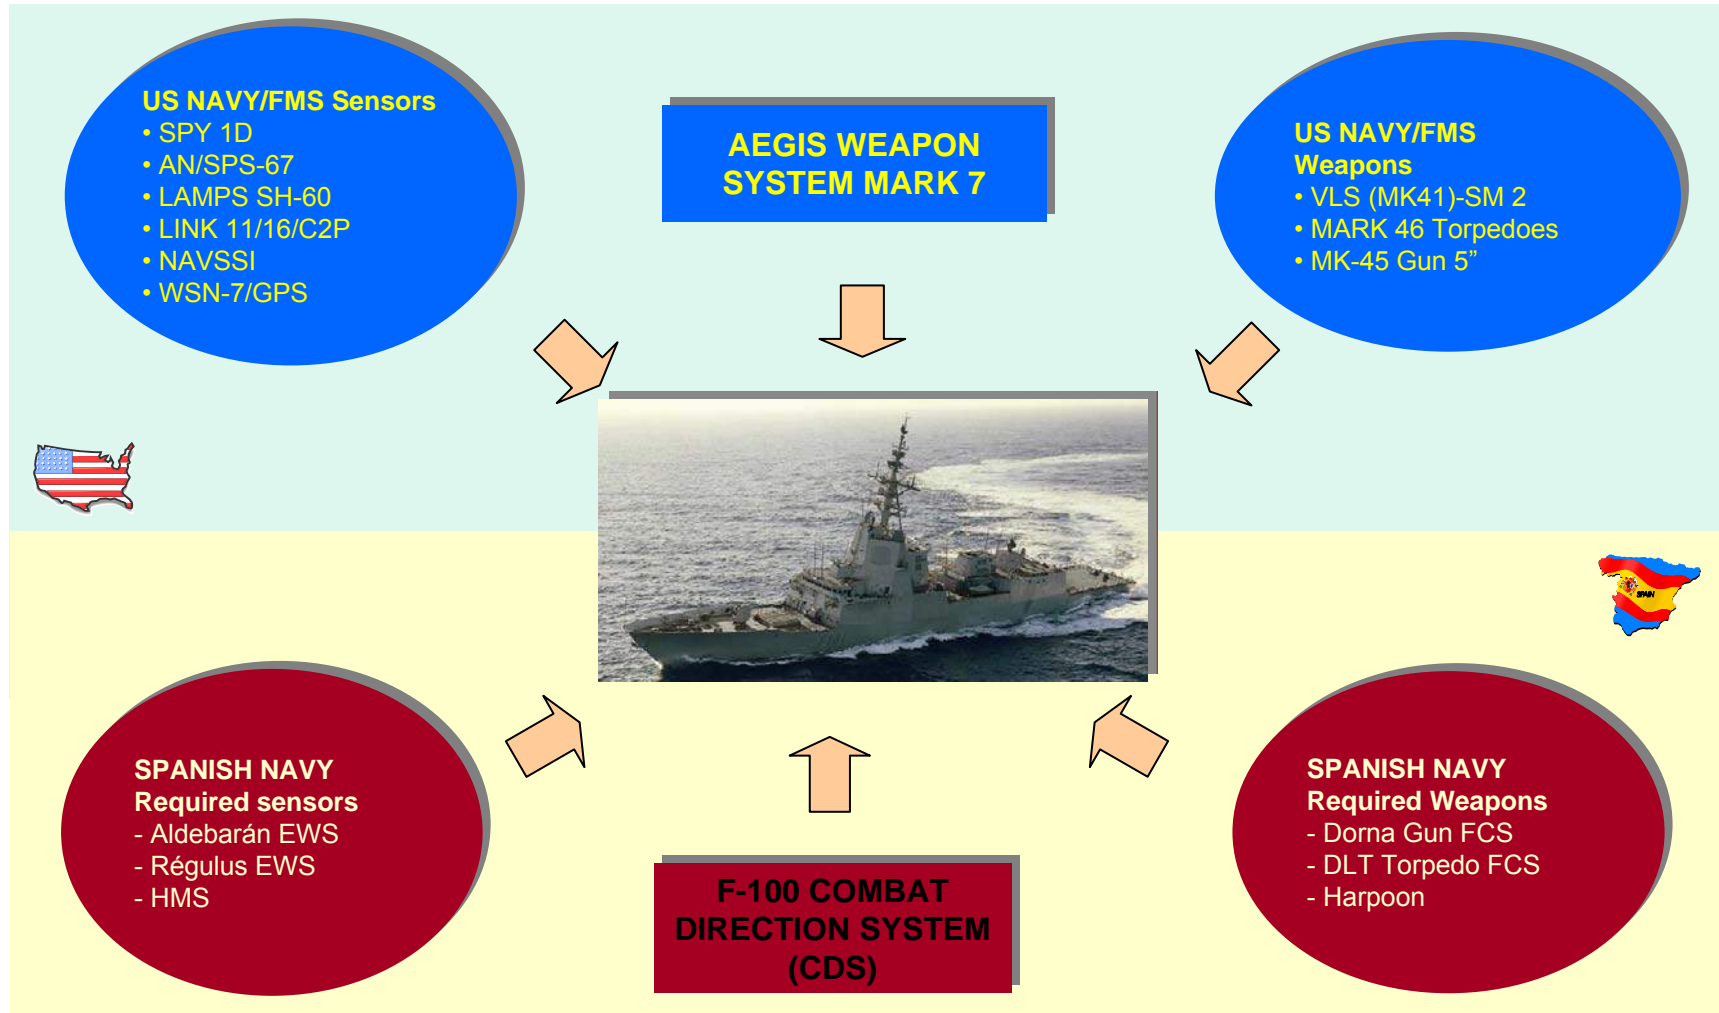 US NAVY/FMS Sensors
• SPY 1D
• AN/SPS-67
• LAMPS SH-60
• LINK 11/16/C2P
• NAVSSI
• WSN-7/GPS
AEGIS WEAPON
SYSTEM MARK 7
US NAVY/FMS
Weapons
• VLS (MK41)-SM 2
• MARK 46 Torpedoes
• MK-45 Gun 5”
SPAIN
SPANISH NAVY
Required sensors
- Aldebarán EWS
- Régulus EWS
- HMS
F-100 COMBAT
DIRECTION SYSTEM
(CDS)
SPANISH NAVY
Required Weapons
- Dorna Gun FCS
- DLT Torpedo FCS
- Harpoon